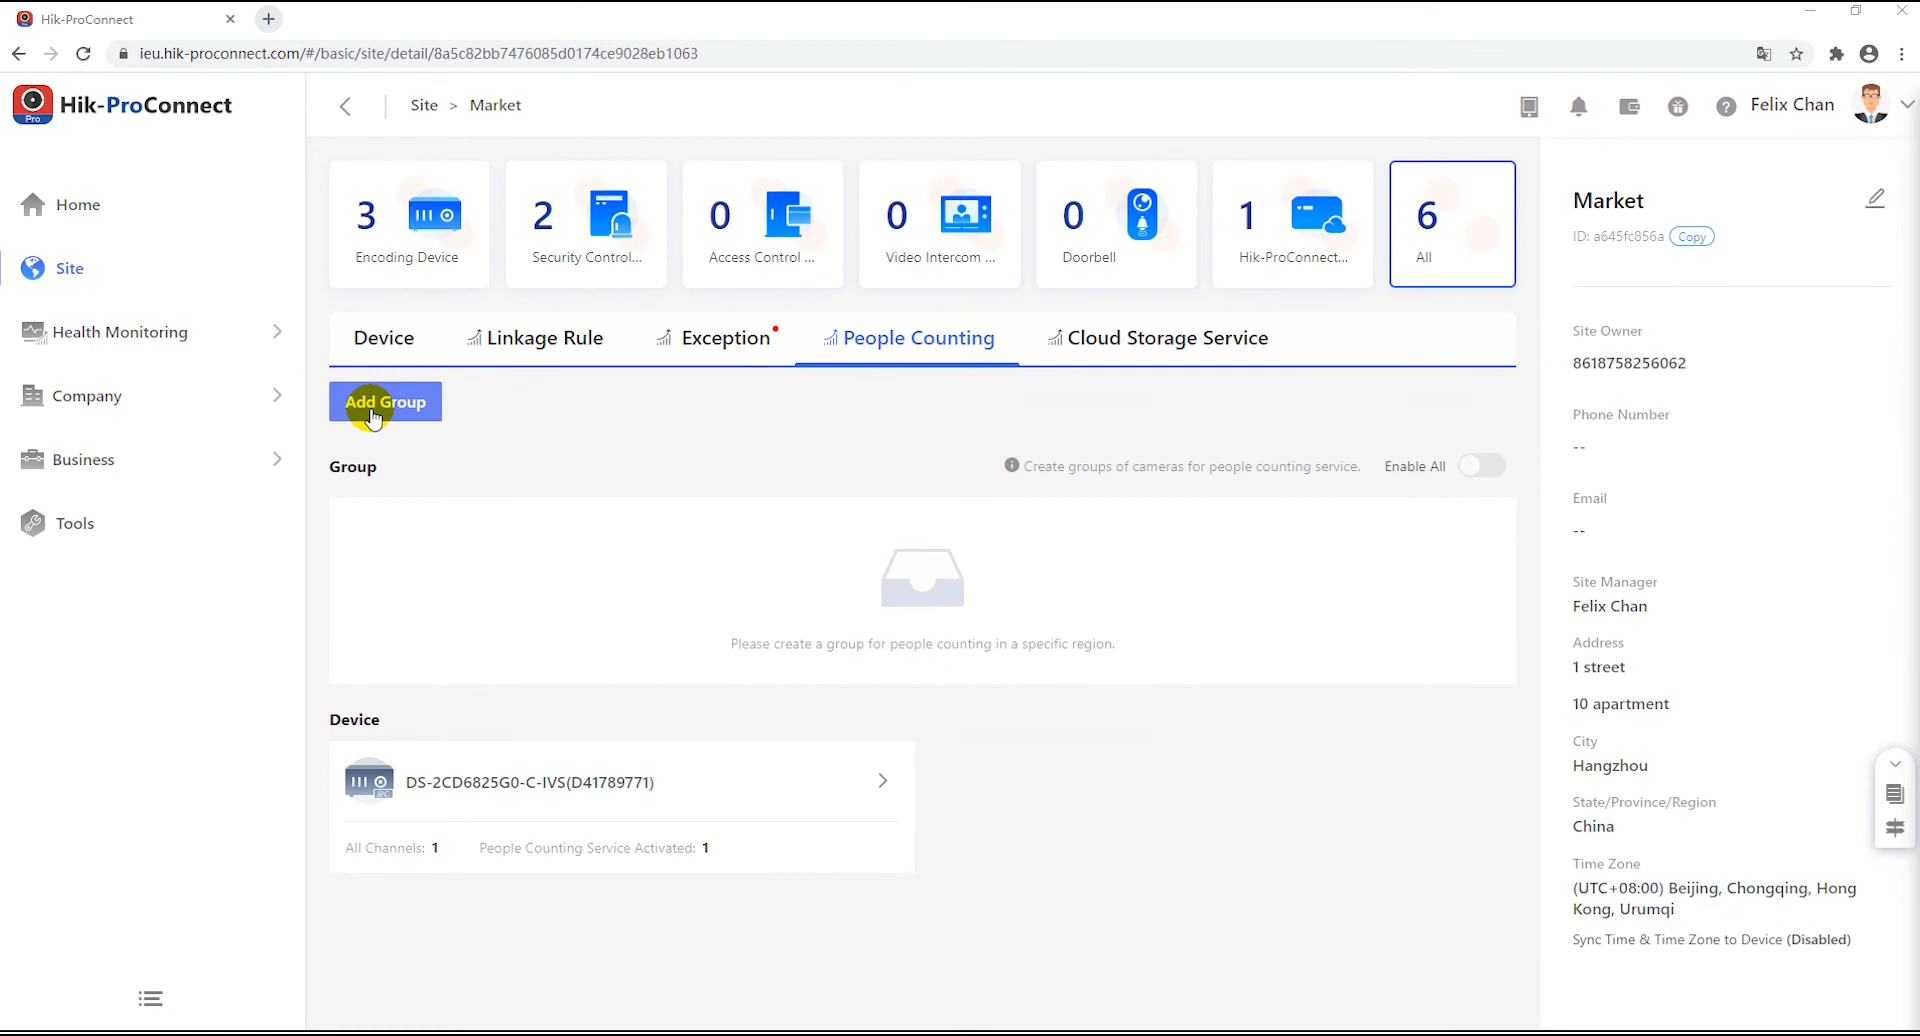 Hik-ProConnect
ieu.hik-proconnect.com/#/basic/site/detail/8a5c82bb7476085d0174ce9028eb1063
Pro
Hik-ProConnect
Site > Market
Felix Chan
Home
Site
Health Monitoring
Company
Business
Tools
3
Encoding Device
2
Security Control...
0
Access Control ...
0
Video Intercom ...
0
Doorbell
1
Hik-ProConnect...
6
All
Device
Linkage Rule
Exception
People Counting
Cloud Storage Service
Add Group
Group
Create groups of cameras for people counting service.
Enable All
Please create a group for people counting in a specific region.
Device
DS-2CD6825G0-C-IVS(D41789771)
All Channels: 1
People Counting Service Activated: 1
Market
ID: a645fc856a
Copy
Site Owner
8618758256062
Phone Number
--
Email
--
Site Manager
Felix Chan
Address
1 street
10 apartment
City
Hangzhou
State/Province/Region
China
Time Zone
(UTC+08:00) Beijing, Chongqing, Hong
Kong, Urumqi
Sync Time & Time Zone to Device (Disabled)